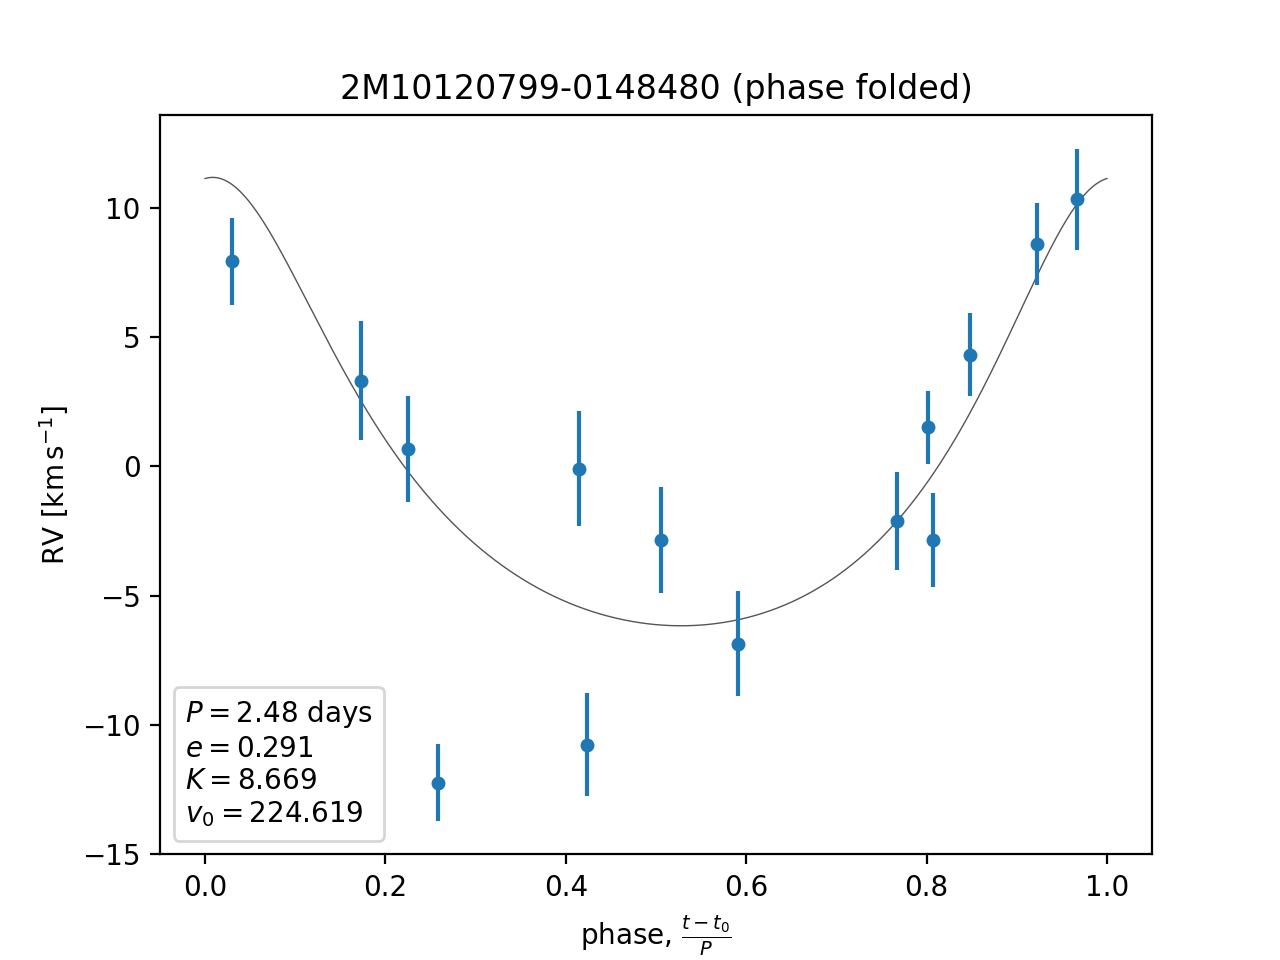 2M10120799-0148480 (phase folded)
RV [km s⁻¹]
10
5
0
−5
−10
−15
P = 2.48 days
e = 0.291
K = 8.669
v₀ = 224.619
0.0 0.2 0.4 0.6 0.8 1.0
phase, (t − t₀)/P